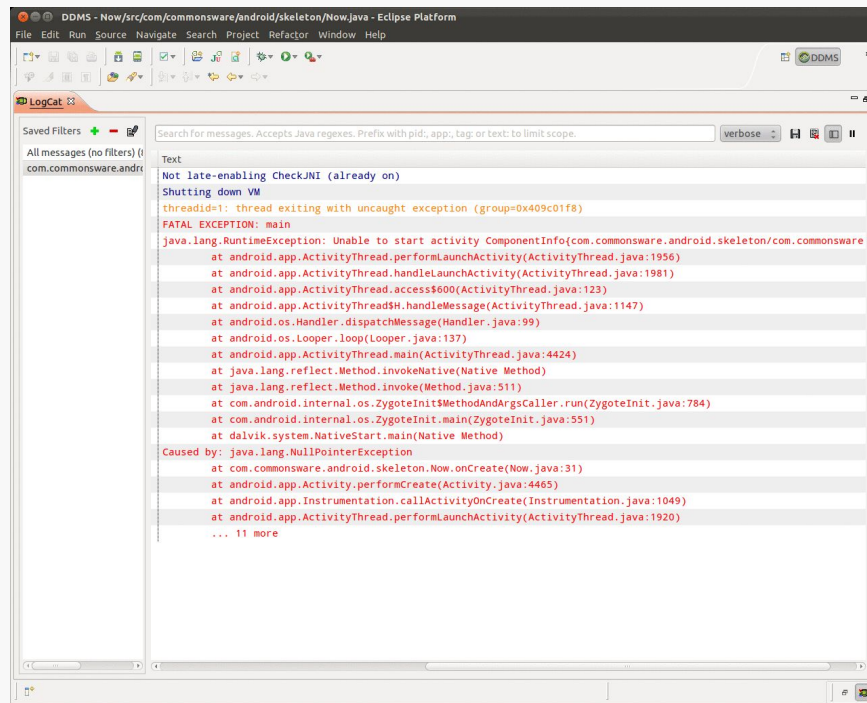 DDMS - Now/src/com/commonsware/android/skeleton/Now.java - Eclipse Platform
File Edit Run Source Navigate Search Project Refactor Window Help
DDMS
LogCat
Saved Filters
Search for messages. Accepts Java regexes. Prefix with pid:, app:, tag: or text: to limit scope.
verbose
All messages (no filters) (
com.commonsware.andr
Text
Not late-enabling CheckJNI (already on)
Shutting down VM
threadid=1: thread exiting with uncaught exception (group=0x409c01f8)
FATAL EXCEPTION: main
java.lang.RuntimeException: Unable to start activity ComponentInfo{com.commonsware.android.skeleton/com.commonsware
at android.app.ActivityThread.performLaunchActivity(ActivityThread.java:1956)
at android.app.ActivityThread.handleLaunchActivity(ActivityThread.java:1981)
at android.app.ActivityThread.access$600(ActivityThread.java:123)
at android.app.ActivityThread$H.handleMessage(ActivityThread.java:1147)
at android.os.Handler.dispatchMessage(Handler.java:99)
at android.os.Looper.loop(Looper.java:137)
at android.app.ActivityThread.main(ActivityThread.java:4424)
at java.lang.reflect.Method.invokeNative(Native Method)
at java.lang.reflect.Method.invoke(Method.java:511)
at com.android.internal.os.ZygoteInit$MethodAndArgsCaller.run(ZygoteInit.java:784)
at com.android.internal.os.ZygoteInit.main(ZygoteInit.java:551)
at dalvik.system.NativeStart.main(Native Method)
Caused by: java.lang.NullPointerException
at com.commonsware.android.skeleton.Now.onCreate(Now.java:31)
at android.app.Activity.performCreate(Activity.java:4465)
at android.app.Instrumentation.callActivityOnCreate(Instrumentation.java:1049)
at android.app.ActivityThread.performLaunchActivity(ActivityThread.java:1920)
... 11 more